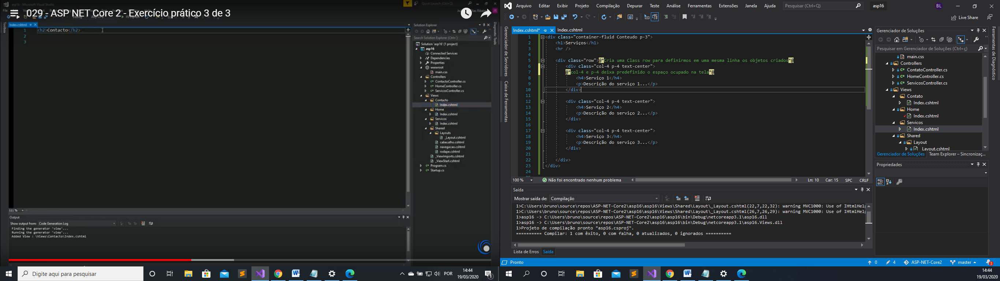 asp16 - Microsoft Visual Studio
Quick Launch (Ctrl+Q)
029 - ASP NET Core 2 - Exercício prático 3 de 3
Index.cshtml
1 <h2>Contacto</h2>
2
3
111 %
Output
Show output from: Code Generation Log
Finding the generator 'view'...
Running the generator 'view'...
Added View : \Views\Contacto\Index.cshtml
Toolbox
Solution Explorer
Search Solution Explorer (Ctrl+ )
Solution 'asp16' (1 project)
asp16
Connected Services
Dependencies
Properties
wwwroot
main.css
Controllers
ContactoController.cs
HomeController.cs
ServicosController.cs
Views
Contacto
Index.cshtml
Home
Index.cshtml
Servicos
Index.cshtml
Shared
Layouts
_Layout.cshtml
cabecalho.cshtml
navegacao.cshtml
rodape.cshtml
_ViewImports.cshtml
_ViewStart.cshtml
Program.cs
Startup.cs
Diagnostic Tools
Digite aqui para pesquisar
POR
14:44
19/03/2020
1
Arquivo Editar Exibir Projeto Compilação Depurar Teste Análise Ferramentas Extensões Janela Ajuda Pesquisar (Ctrl+Q) asp16 BL
Live Share
Gerenciador de Servidores
Caixa de Ferramentas
Index.cshtml* Index.cshtml
1 <div class="container-fluid Conteudo p-3">
2 <h1>Serviços</h1>
3 <hr />
4
5 <div class="row">@*Cria uma Class row para definirmos em uma mesma linha os objetos criados*@
6 <div class="col-4 p-4 text-center">
7 @*col-4 e p-4 deixa predefinido o espaço ocupado na tela*@
8 <h4>Serviço 1</h4>
9 <p>Descrição do serviço 1...</p>
10 </div>
11
12 <div class="col-4 p-4 text-center">
13 <h4>Serviço 2</h4>
14 <p>Descrição do serviço 2...</p>
15 </div>
16
17 <div class="col-4 p-4 text-center">
18 <h4>Serviço 3</h4>
19 <p>Descrição do serviço 3...</p>
20 </div>
21
22 </div>
23 </div>
24
100 % Não foi encontrado nenhum problema Ln: 10 Car: 15 SPC CRLF
Saída
Mostrar saída de: Compilação
1>C:\Users\bruno\source\repos\ASP-NET-Core2\asp16\asp16\Views\Shared\Layout\_Layout.cshtml(22,7,22,32): warning MVC1000: Use of IHtmlHelp
1>C:\Users\bruno\source\repos\ASP-NET-Core2\asp16\asp16\Views\Shared\Layout\_Layout.cshtml(26,7,26,29): warning MVC1000: Use of IHtmlHelp
1>asp16 -> C:\Users\bruno\source\repos\ASP-NET-Core2\asp16\asp16\bin\Debug\netcoreapp3.1\asp16.dll
1>asp16 -> C:\Users\bruno\source\repos\ASP-NET-Core2\asp16\asp16\bin\Debug\netcoreapp3.1\asp16.Views.dll
1>Projeto de compilação pronto "asp16.csproj".
========== Compilar: 1 com êxito, 0 com falha, 0 atualizados, 0 ignorados ==========
Lista de Erros Saída
Gerenciador de Soluções
Pesquisar em Gerenciador de Soluções (Ctrl+ç)
main.css
Controllers
ContatoController.cs
HomeController.cs
ServicosController.cs
Views
Contato
Index.cshtml
Home
Index.cshtml
Servicos
Index.cshtml
Shared
Layout
_Layout.cshtml
Gerenciador de Soluções Team Explorer – Sincronizaç...
Propriedades
Ferramentas de Diagnóstico
Pronto 0 4 ASP-NET-Core2 master 3
14:44
19/03/2020